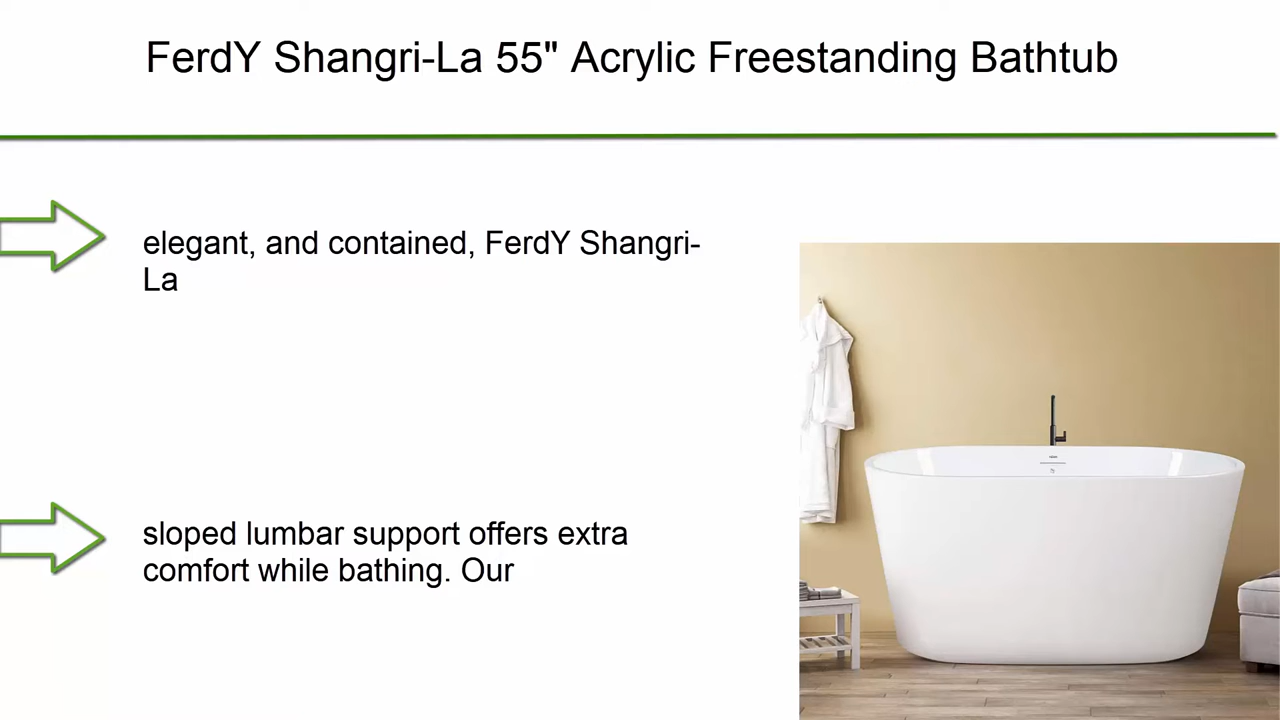 FerdY Shangri-La 55" Acrylic Freestanding Bathtub
elegant, and contained, FerdY Shangri-
La
sloped lumbar support offers extra
comfort while bathing. Our